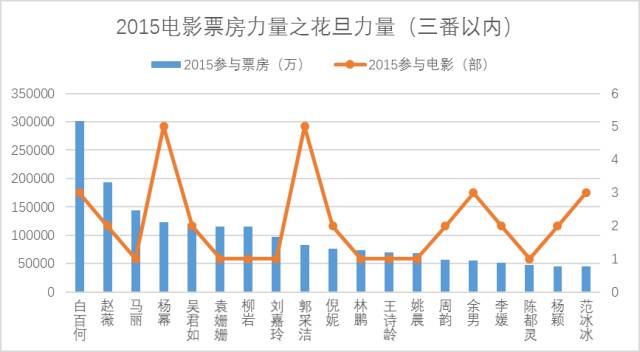 2015电影票房力量之花旦力量（三番以内）
2015参与票房（万） 2015参与电影（部）
350000
300000
250000
200000
150000
100000
50000
0
6
5
4
3
2
1
0
白百何
赵薇
马丽
杨幂
吴君如
袁姗姗
柳岩
刘嘉玲
郭采洁
倪妮
林鹏
王诗龄
姚晨
周韵
余男
李媛
陈都灵
杨颖
范冰冰